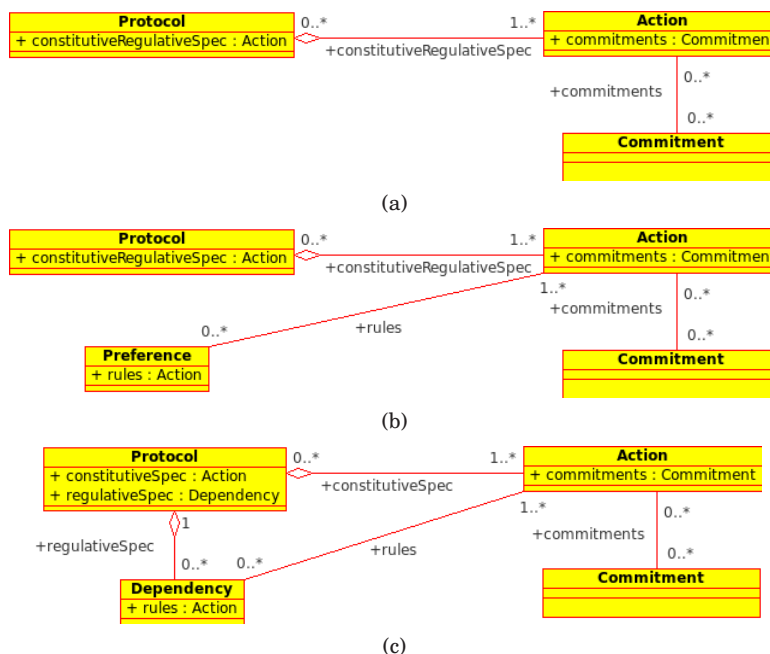 Protocol
+ constitutiveRegulativeSpec : Action
0..*
1..*
+constitutiveRegulativeSpec
Action
+ commitments : Commitmen
0..*
+commitments
0..*
Commitment
(a)
Protocol
+ constitutiveRegulativeSpec : Action
0..*
1..*
+constitutiveRegulativeSpec
Action
+ commitments : Commitmen
1..*
0..*
+commitments
+rules
0..*
0..*
Preference
+ rules : Action
Commitment
(b)
Protocol
+ constitutiveSpec : Action
+ regulativeSpec : Dependency
0..*
1..*
+constitutiveSpec
Action
+ commitments : Commitment
1
1..*
0..*
+regulativeSpec
+rules
+commitments
0..*
0..*
0..*
Dependency
+ rules : Action
Commitment
(c)